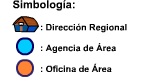 Simbología:
: Dirección Regional
: Agencia de Área
: Oficina de Área